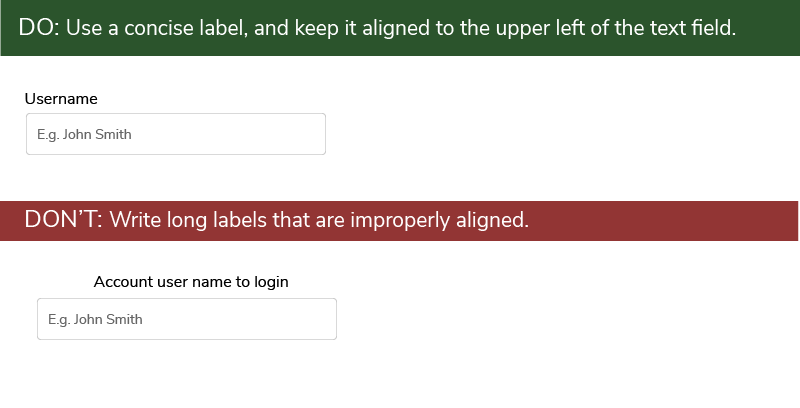 DO: Use a concise label, and keep it aligned to the upper left of the text field.
Username
E.g. John Smith
DON’T: Write long labels that are improperly aligned.
Account user name to login
E.g. John Smith